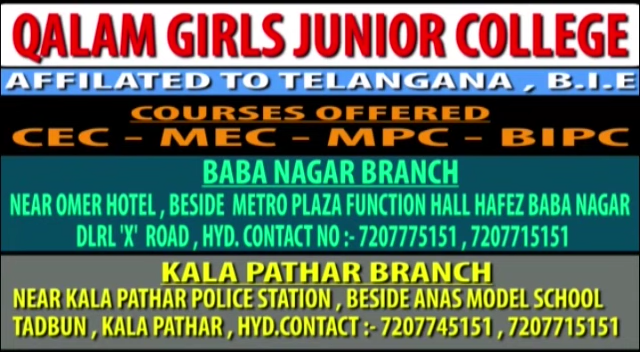 QALAM GIRLS JUNIOR COLLEGE
AFFILATED TO TELANGANA , B.I.E
COURSES OFFERED
CEC - MEC - MPC - BIPC
BABA NAGAR BRANCH
NEAR OMER HOTEL , BESIDE METRO PLAZA FUNCTION HALL HAFEZ BABA NAGAR
DLRL 'X' ROAD , HYD. CONTACT NO :- 7207775151 , 7207715151
KALA PATHAR BRANCH
NEAR KALA PATHAR POLICE STATION , BESIDE ANAS MODEL SCHOOL
TADBUN , KALA PATHAR , HYD.CONTACT :- 7207745151 , 7207715151